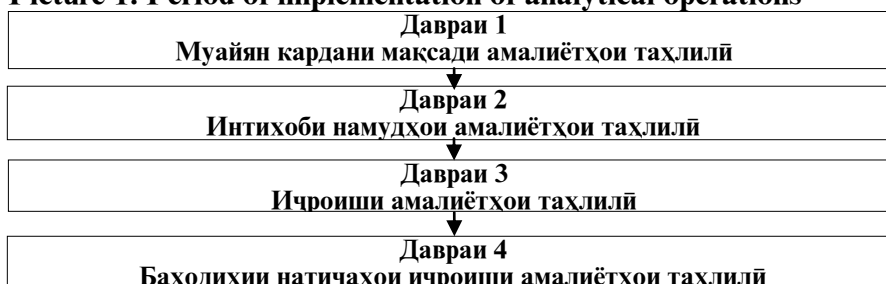 Picture 1. Period of implementation of analytical operations
Давраи 1
Муайян кардани мақсади амалиётҳои таҳлилӣ
Давраи 2
Интихоби намудҳои амалиётҳои таҳлилӣ
Давраи 3
Иҷроиши амалиётҳои таҳлилӣ
Давраи 4
Баҳодиҳии натиҷаҳои иҷроиши амалиётҳои таҳлилӣ